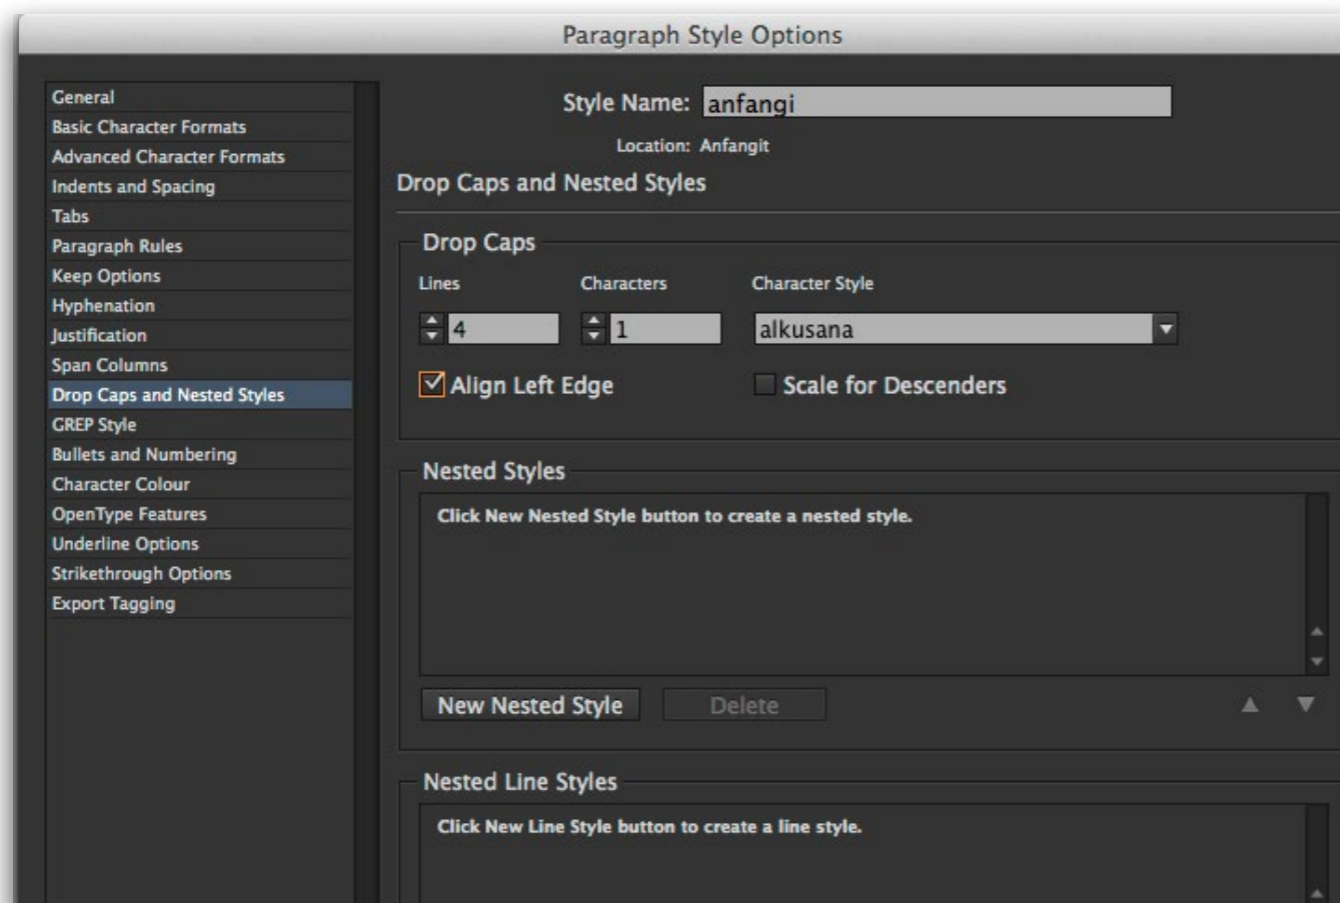 Paragraph Style Options
General
Basic Character Formats
Advanced Character Formats
Indents and Spacing
Tabs
Paragraph Rules
Keep Options
Hyphenation
Justification
Span Columns
Drop Caps and Nested Styles
GREP Style
Bullets and Numbering
Character Colour
OpenType Features
Underline Options
Strikethrough Options
Export Tagging
Style Name: anfangi
Location: Anfangit
Drop Caps and Nested Styles
Drop Caps
Lines Characters Character Style
4 1 alkusana
Align Left Edge Scale for Descenders
Nested Styles
Click New Nested Style button to create a nested style.
New Nested Style Delete
Nested Line Styles
Click New Line Style button to create a line style.